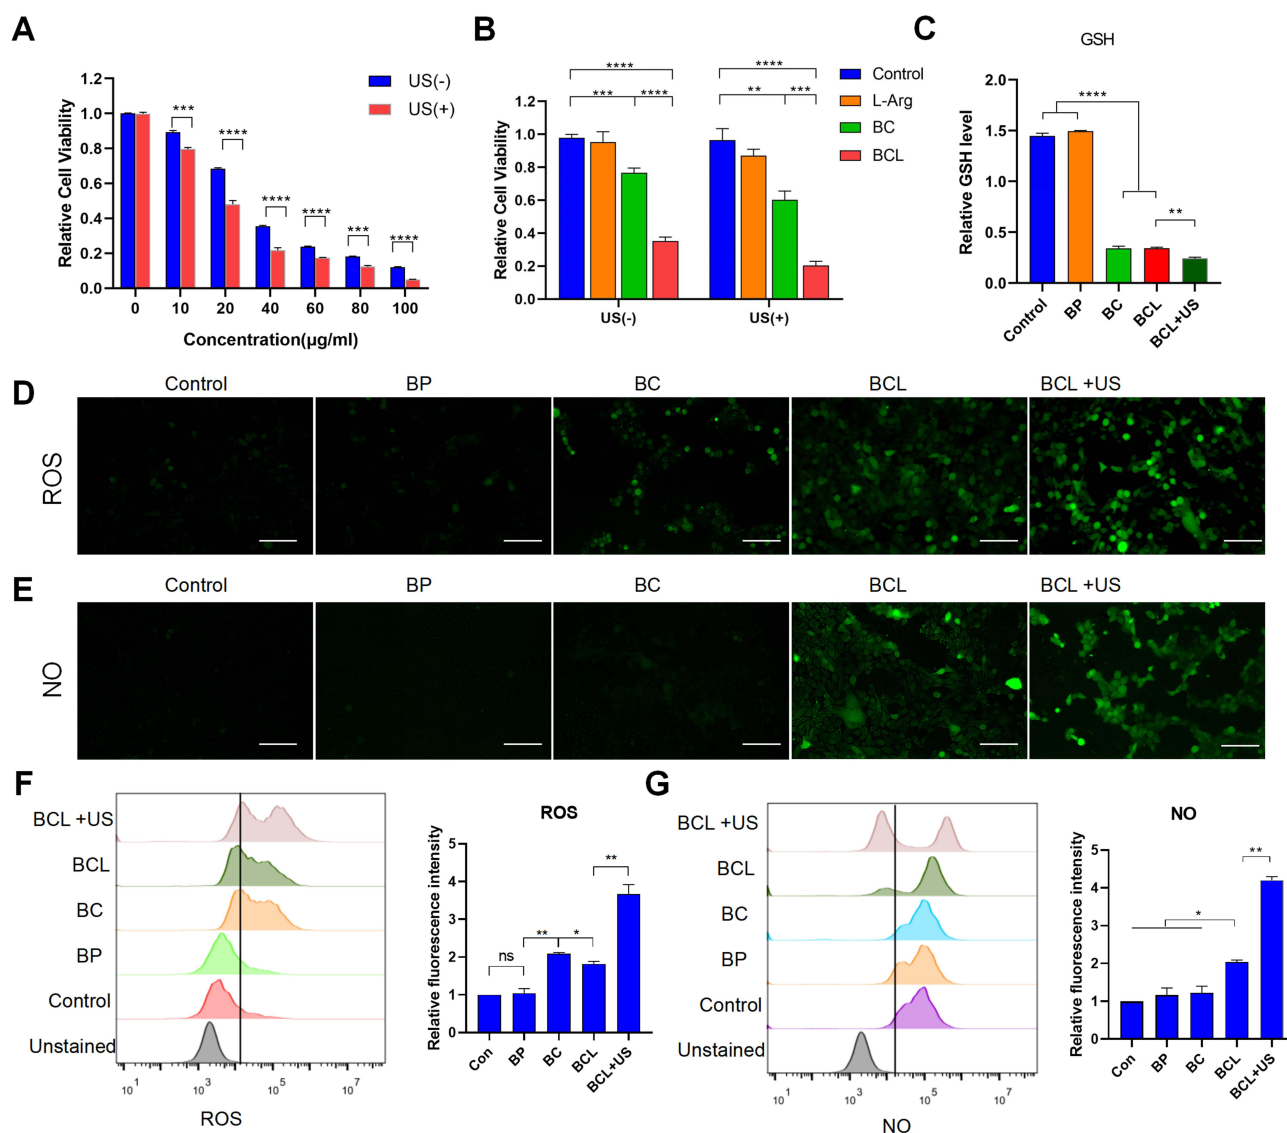 A
Relative Cell Viability
1.2
1.0
0.8
0.6
0.4
0.2
0.0
***
****
****
****
***
****
0 10 20 40 60 80 100
Concentration(μg/ml)
US(-)
US(+)
B
Relative Cell Viability
1.2
1.0
0.8
0.6
0.4
0.2
0.0
****
*** ****
****
** ***
US(-) US(+)
Control
L-Arg
BC
BCL
C
GSH
Relative GSH level
2.0
1.5
1.0
0.5
0.0
****
**
Control BP BC BCL BCL+US
D
Control BP BC BCL BCL +US
ROS
E
Control BP BC BCL BCL +US
NO
F
BCL +US
BCL
BC
BP
Control
Unstained
10^1 10^3 10^5 10^7
ROS
ROS
Relative fluorescence intensity
5
4
3
2
1
0
ns ** * **
Con BP BC BCL BCL+US
G
BCL +US
BCL
BC
BP
Control
Unstained
10^1 10^3 10^5 10^7
NO
NO
Relative fluorescence intensity
5
4
3
2
1
0
* **
Con BP BC BCL BCL+US